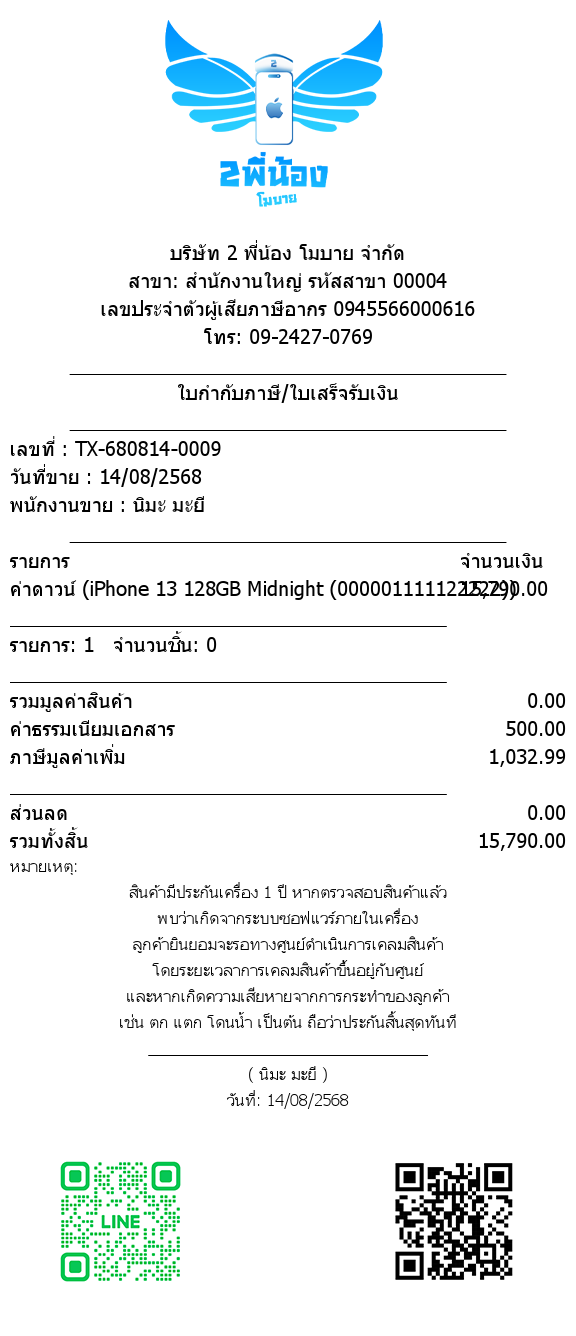 2
2พี่น้อง
โมบาย
บริษัท 2 พี่น้อง โมบาย จำกัด
สาขา: สำนักงานใหญ่ รหัสสาขา 00004
เลขประจำตัวผู้เสียภาษีอากร 0945566000616
โทร: 09-2427-0769
ใบกำกับภาษี/ใบเสร็จรับเงิน
เลขที่ : TX-680814-0009
วันที่ขาย : 14/08/2568
พนักงานขาย : นิมะ มะยี
รายการ จำนวนเงิน
ค่าดาวน์ (iPhone 13 128GB Midnight (000001111122222)) 15,790.00
รายการ: 1 จำนวนชิ้น: 0
รวมมูลค่าสินค้า 0.00
ค่าธรรมเนียมเอกสาร 500.00
ภาษีมูลค่าเพิ่ม 1,032.99
ส่วนลด 0.00
รวมทั้งสิ้น 15,790.00
หมายเหตุ:
สินค้ามีประกันเครื่อง 1 ปี หากตรวจสอบสินค้าแล้ว
พบว่าเกิดจากระบบซอฟแวร์ภายในเครื่อง
ลูกค้ายินยอมจะรอทางศูนย์ดำเนินการเคลมสินค้า
โดยระยะเวลาการเคลมสินค้าขึ้นอยู่กับศูนย์
และหากเกิดความเสียหายจากการกระทำของลูกค้า
เช่น ตก แตก โดนน้ำ เป็นต้น ถือว่าประกันสิ้นสุดทันที
( นิมะ มะยี )
วันที่: 14/08/2568
LINE